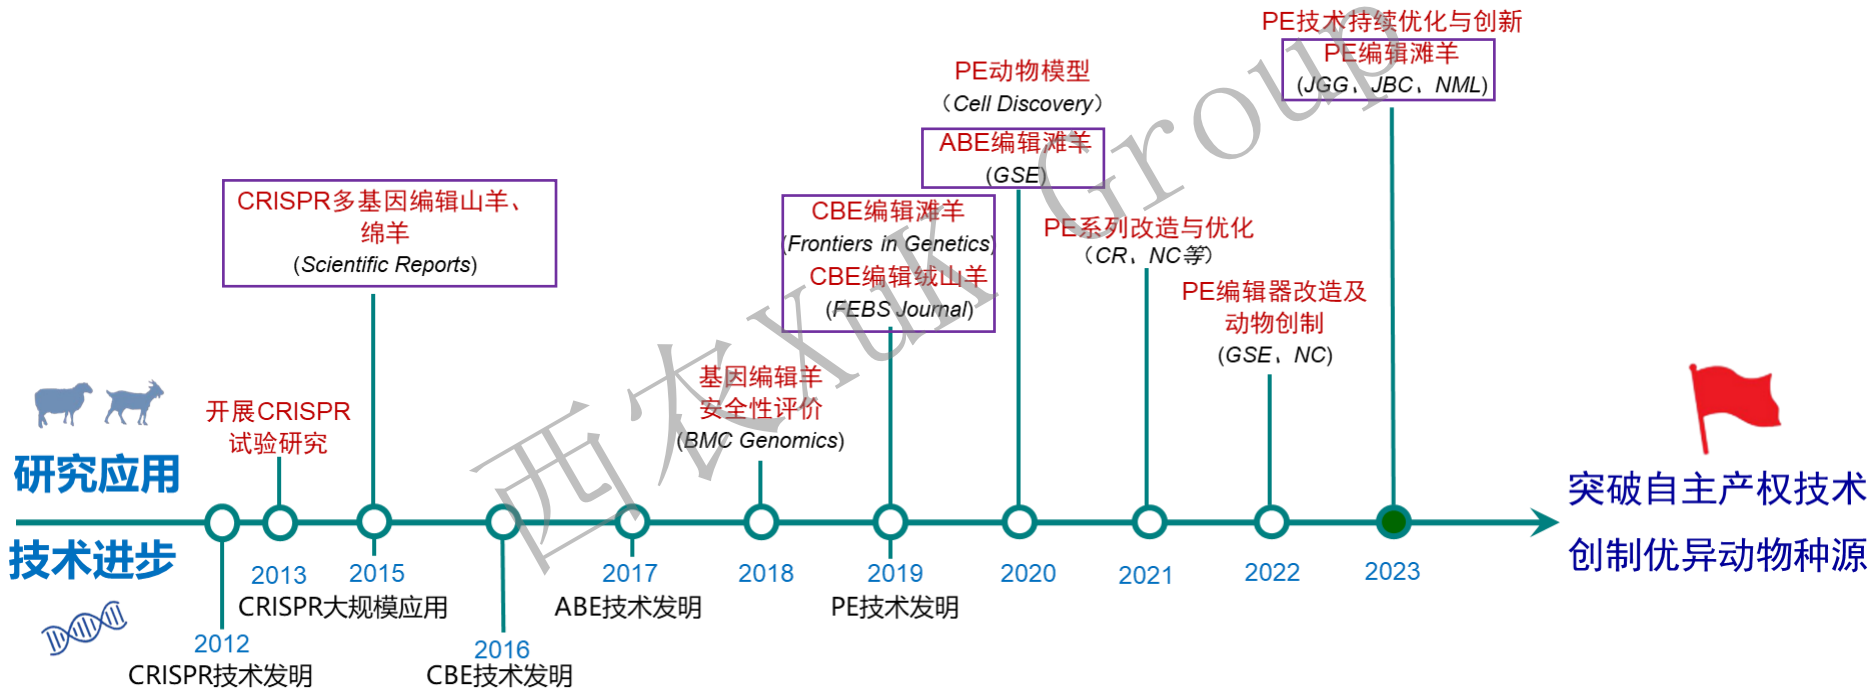 PE技术持续优化与创新
PE编辑滩羊
(JGG、JBC、NML)
PE动物模型
（Cell Discovery）
ABE编辑滩羊
(GSE)
CRISPR多基因编辑山羊、
绵羊
(Scientific Reports)
CBE编辑滩羊
(Frontiers in Genetics)
CBE编辑绒山羊
(FEBS Journal)
PE系列改造与优化
（CR、NC等）
PE编辑器改造及
动物创制
(GSE、NC)
基因编辑羊
安全性评价
(BMC Genomics)
开展CRISPR
试验研究
研究应用
技术进步
2012
CRISPR技术发明
2013
2015
CRISPR大规模应用
2016
CBE技术发明
2017
ABE技术发明
2018
2019
PE技术发明
2020
2021
2022
2023
突破自主产权技术
创制优异动物种源
西农XuK Group